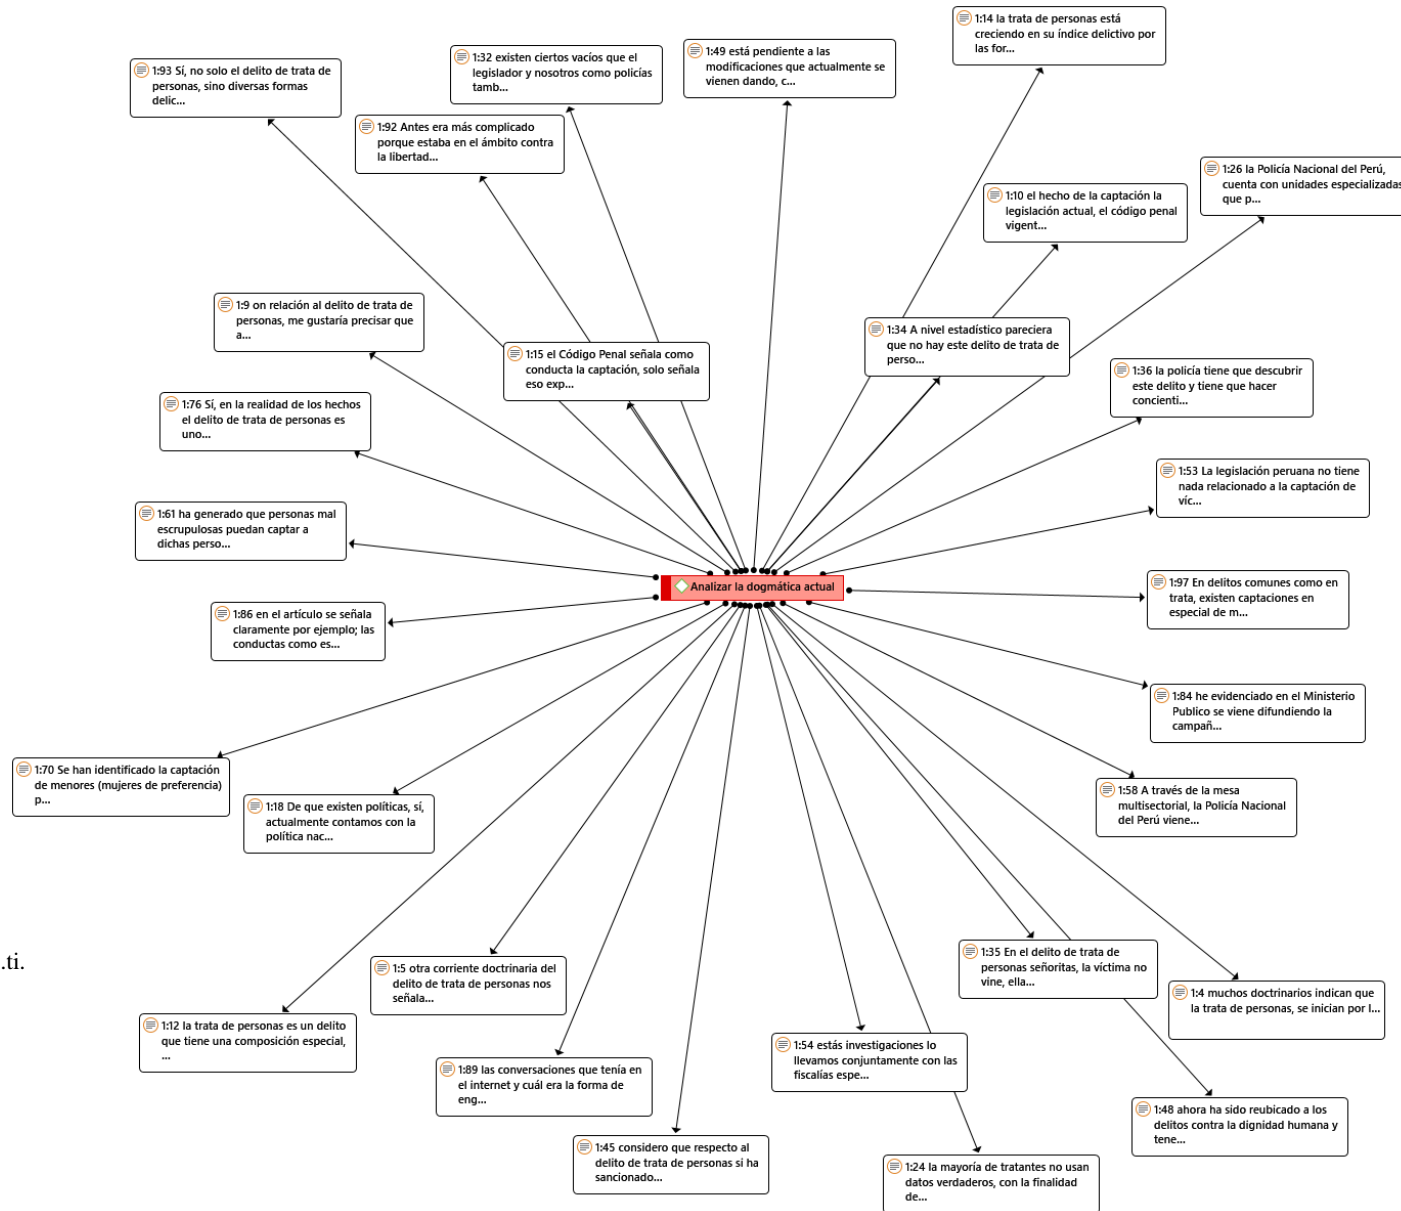 1:14 la trata de personas está
creciendo en su índice delictivo por
las for...
1:32 existen ciertos vacíos que el
legislador y nosotros como policías
tamb...
1:49 está pendiente a las
modificaciones que actualmente se
vienen dando, c...
1:93 Sí, no solo el delito de trata de
personas, sino diversas formas
delic...
1:92 Antes era más complicado
porque estaba en el ámbito contra
la libertad...
1:26 la Policía Nacional del Perú,
cuenta con unidades especializadas
que p...
1:10 el hecho de la captación la
legislación actual, el código penal
vigent...
1:9 on relación al delito de trata de
personas, me gustaría precisar que
a...
1:34 A nivel estadístico pareciera
que no hay este delito de trata de
perso...
1:15 el Código Penal señala como
conducta la captación, solo señala
eso exp...
1:36 la policía tiene que descubrir
este delito y tiene que hacer
concienti...
1:76 Sí, en la realidad de los hechos
el delito de trata de personas es
uno...
1:53 La legislación peruana no tiene
nada relacionado a la captación de
víc...
1:61 ha generado que personas mal
escrupulosas puedan captar a
dichas perso...
Analizar la dogmática actual
1:97 En delitos comunes como en
trata, existen captaciones en
especial de m...
1:86 en el artículo se señala
claramente por ejemplo; las
conductas como es...
1:84 he evidenciado en el Ministerio
Publico se viene difundiendo la
campañ...
1:70 Se han identificado la captación
de menores (mujeres de preferencia)
p...
1:18 De que existen políticas, sí,
actualmente contamos con la
política nac...
1:58 A través de la mesa
multisectorial, la Policía Nacional
del Perú viene...
.ti.
1:35 En el delito de trata de
personas señoritas, la víctima no
vine, ella...
1:5 otra corriente doctrinaria del
delito de trata de personas nos
señala...
1:4 muchos doctrinarios indican que
la trata de personas, se inician por l...
1:12 la trata de personas es un delito
que tiene una composición especial,
...
1:54 estás investigaciones lo
llevamos conjuntamente con las
fiscalías espe...
1:89 las conversaciones que tenía en
el internet y cuál era la forma de
eng...
1:48 ahora ha sido reubicado a los
delitos contra la dignidad humana y
tene...
1:45 considero que respecto al
delito de trata de personas si ha
sancionado...
1:24 la mayoría de tratantes no usan
datos verdaderos, con la finalidad
de...